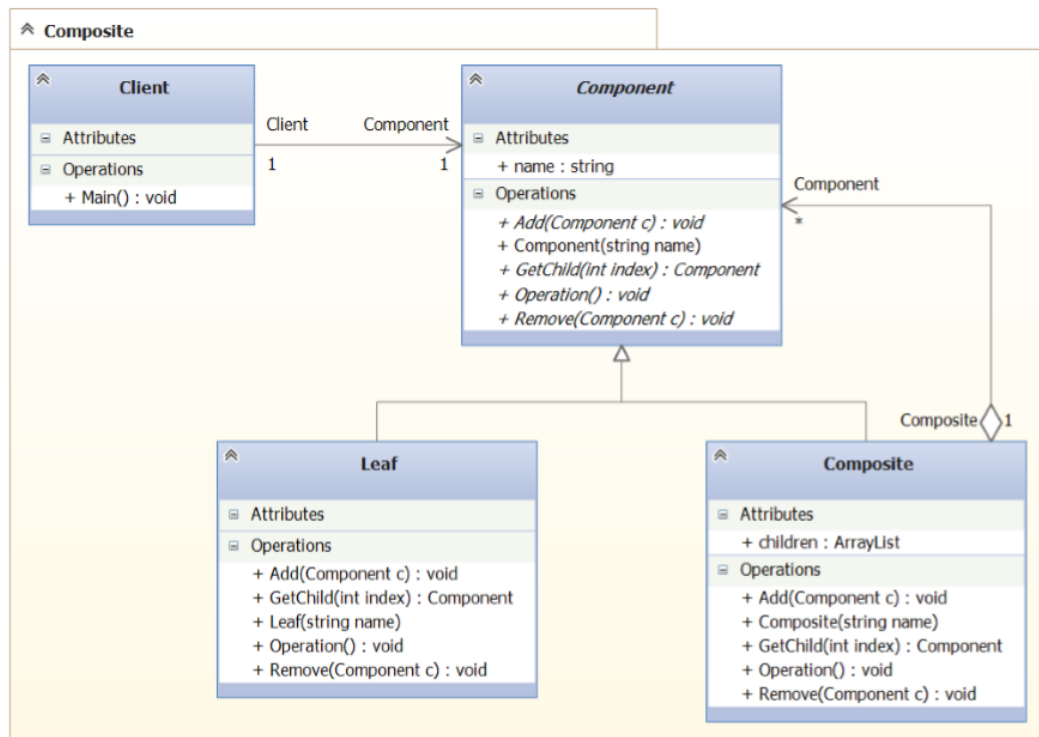 Composite
Client
Attributes
Operations
+ Main() : void
Client
Component
1
1
Component
Attributes
+ name : string
Operations
+ Add(Component c) : void
+ Component(string name)
+ GetChild(int index) : Component
+ Operation() : void
+ Remove(Component c) : void
Component
*
Composite
1
Leaf
Attributes
Operations
+ Add(Component c) : void
+ GetChild(int index) : Component
+ Leaf(string name)
+ Operation() : void
+ Remove(Component c) : void
Composite
Attributes
+ children : ArrayList
Operations
+ Add(Component c) : void
+ Composite(string name)
+ GetChild(int index) : Component
+ Operation() : void
+ Remove(Component c) : void